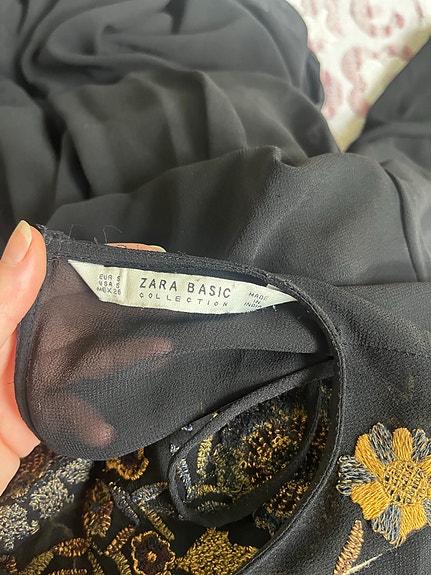 EUR S
USA S
MEX 26
ZARA BASIC
COLLECTION
MADE
IN
INDIA